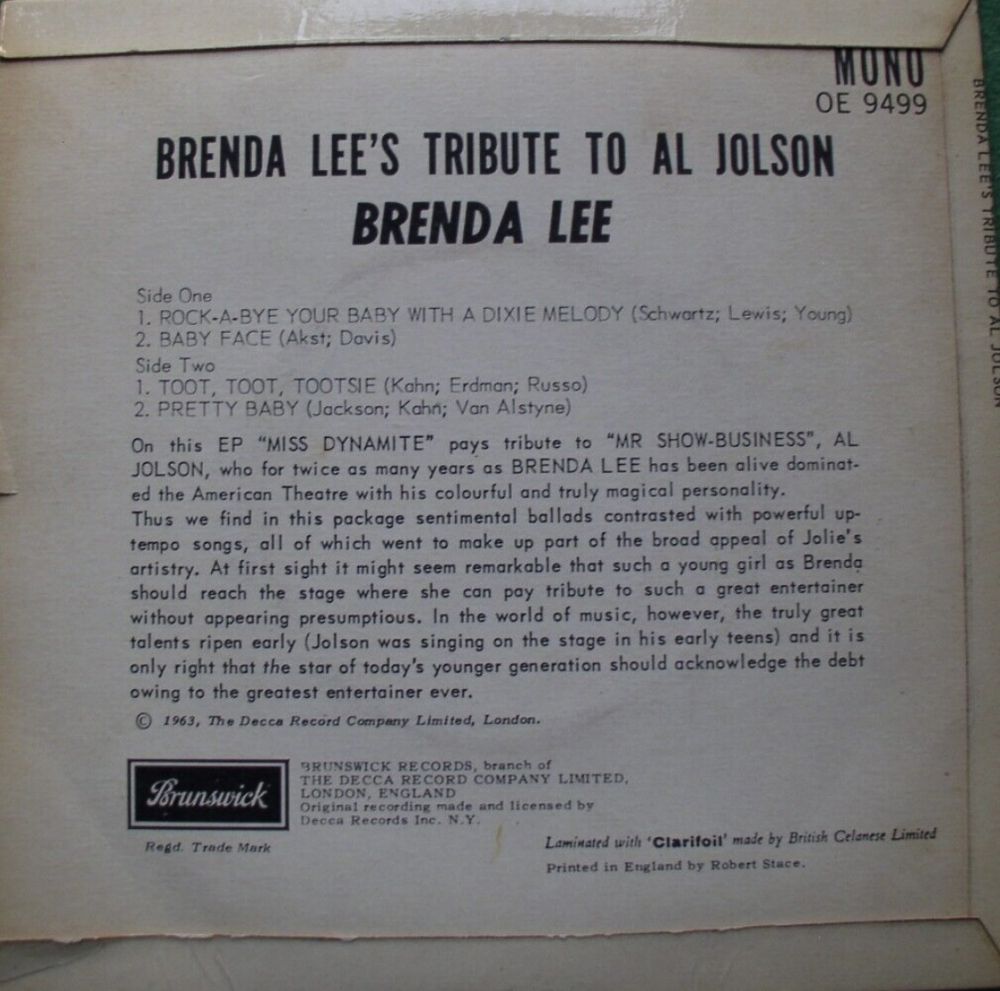 MONO
OE 9499
BRENDA LEE'S TRIBUTE TO AL JOLSON
BRENDA LEE
Side One
1. ROCK-A-BYE YOUR BABY WITH A DIXIE MELODY (Schwartz; Lewis; Young)
2. BABY FACE (Akst; Davis)
Side Two
1. TOOT, TOOT, TOOTSIE (Kahn; Erdman; Russo)
2. PRETTY BABY (Jackson; Kahn; Van Alstyne)
On this EP "MISS DYNAMITE" pays tribute to "MR SHOW-BUSINESS", AL
JOLSON, who for twice as many years as BRENDA LEE has been alive dominat-
ed the American Theatre with his colourful and truly magical personality.
Thus we find in this package sentimental ballads contrasted with powerful up-
tempo songs, all of which went to make up part of the broad appeal of Jolie's
artistry. At first sight it might seem remarkable that such a young girl as Brenda
should reach the stage where she can pay tribute to such a great entertainer
without appearing presumptious. In the world of music, however, the truly great
talents ripen early (Jolson was singing on the stage in his early teens) and it is
only right that the star of today's younger generation should acknowledge the debt
owing to the greatest entertainer ever.
© 1963, The Decca Record Company Limited, London.
Brunswick
Regd. Trade Mark
BRUNSWICK RECORDS, branch of
THE DECCA RECORD COMPANY LIMITED,
LONDON, ENGLAND
Original recording made and licensed by
Decca Records Inc. N.Y.
Laminated with 'Clarifoil' made by British Celanese Limited
Printed in England by Robert Stace.
BRENDA LEE'S TRIBUTE TO AL JOLSON